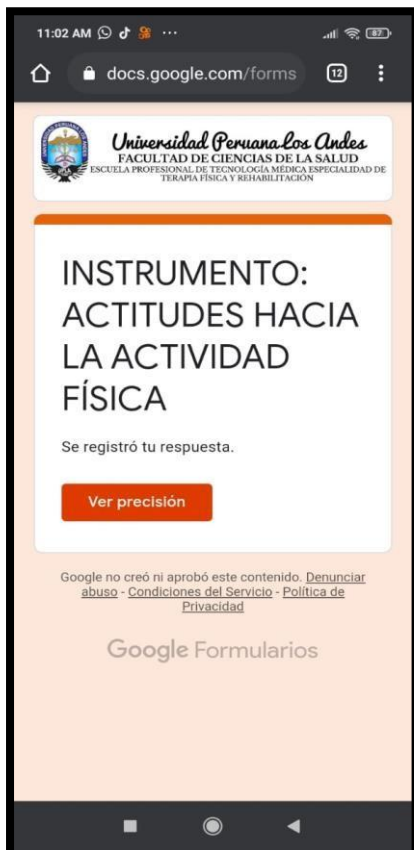 11:02 AM
87
docs.google.com/forms
12
Universidad Peruana Los Andes
FACULTAD DE CIENCIAS DE LA SALUD
ESCUELA PROFESIONAL DE TECNOLOGÍA MÉDICA ESPECIALIDAD DE
TERAPIA FÍSICA Y REHABILITACIÓN
INSTRUMENTO:
ACTITUDES HACIA
LA ACTIVIDAD
FÍSICA
Se registró tu respuesta.
Ver precisión
Google no creó ni aprobó este contenido. Denunciar
abuso - Condiciones del Servicio - Política de
Privacidad
Google Formularios